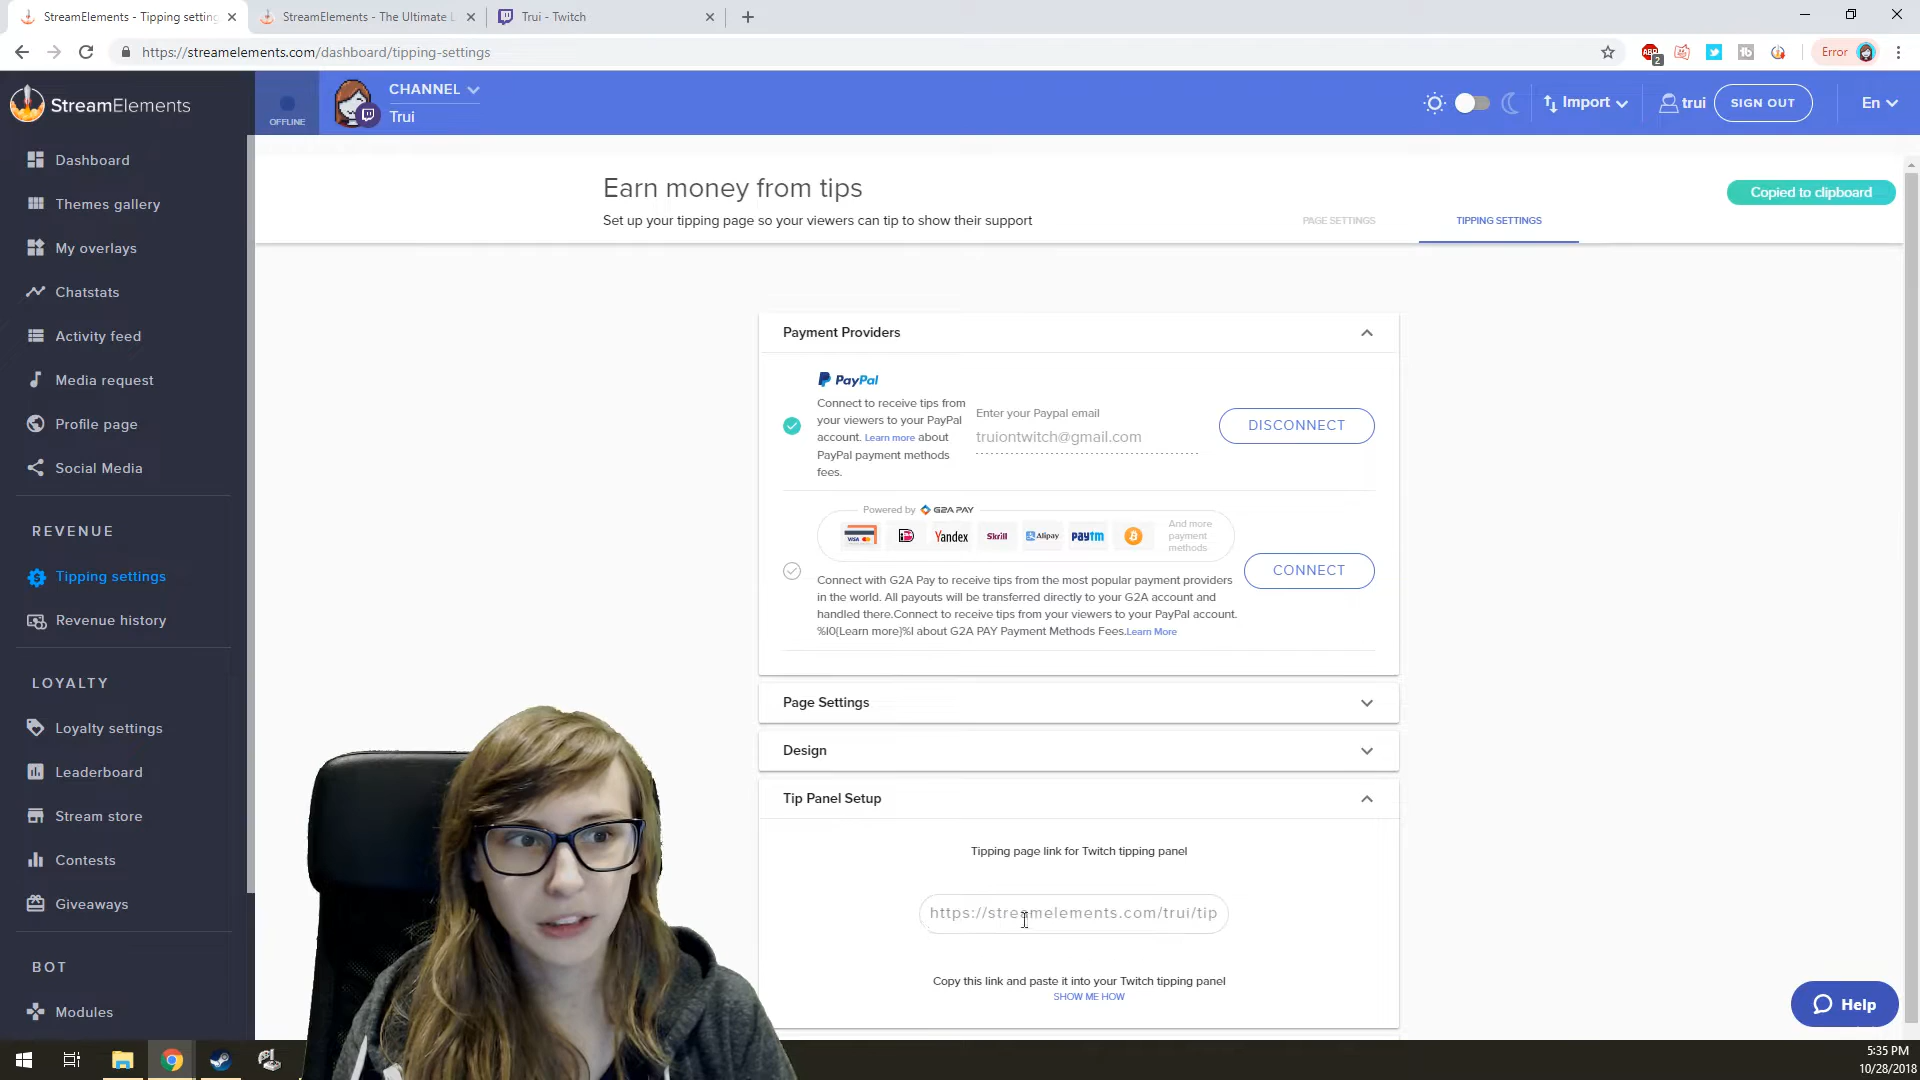 StreamElements - Tipping setting
StreamElements - The Ultimate L
Trui - Twitch
https://streamelements.com/dashboard/tipping-settings
2
Error
StreamElements
OFFLINE
CHANNEL
Trui
Import
trui
SIGN OUT
En
Dashboard
Themes gallery
My overlays
Chatstats
Activity feed
Media request
Profile page
Social Media
REVENUE
Tipping settings
Revenue history
LOYALTY
Loyalty settings
Leaderboard
Stream store
Contests
Giveaways
BOT
Modules
Earn money from tips
Set up your tipping page so your viewers can tip to show their support
PAGE SETTINGS
TIPPING SETTINGS
Copied to clipboard
Payment Providers
PayPal
Connect to receive tips from
your viewers to your PayPal
account. Learn more about
PayPal payment methods
fees.
Enter your Paypal email
truiontwitch@gmail.com
DISCONNECT
Powered by G2A PAY
VISA
iD
Yandex
Skrill
Alipay
paytm
And more
payment
methods
Connect with G2A Pay to receive tips from the most popular payment providers
in the world. All payouts will be transferred directly to your G2A account and
handled there.Connect to receive tips from your viewers to your PayPal account.
%l0{Learn more}%l about G2A PAY Payment Methods Fees.Learn More
CONNECT
Page Settings
Design
Tip Panel Setup
Tipping page link for Twitch tipping panel
https://streamelements.com/trui/tip
Copy this link and paste it into your Twitch tipping panel
SHOW ME HOW
Help
5:35 PM
10/28/2018